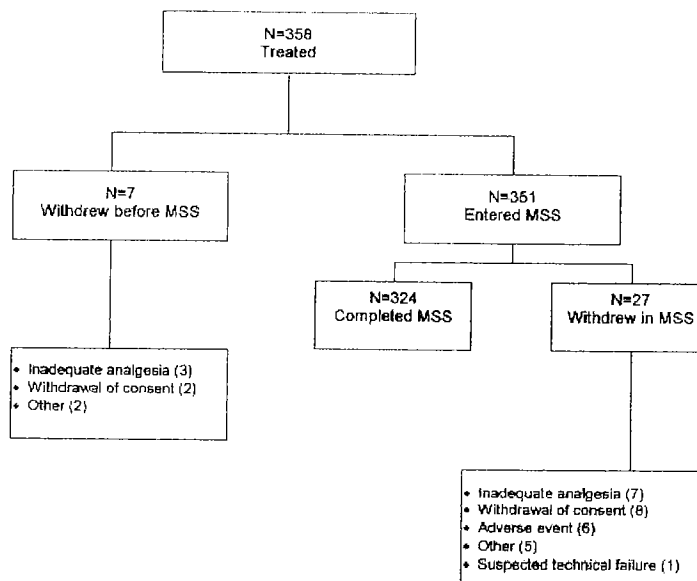 N=358
Treated
N=7
Withdrew before MSS
N=351
Entered MSS
N=324
Completed MSS
N=27
Withdrew in MSS
• Inadequate analgesia (3)
• Withdrawal of consent (2)
• Other (2)
• Inadequate analgesia (7)
• Withdrawal of consent (8)
• Adverse event (6)
• Other (5)
• Suspected technical failure (1)